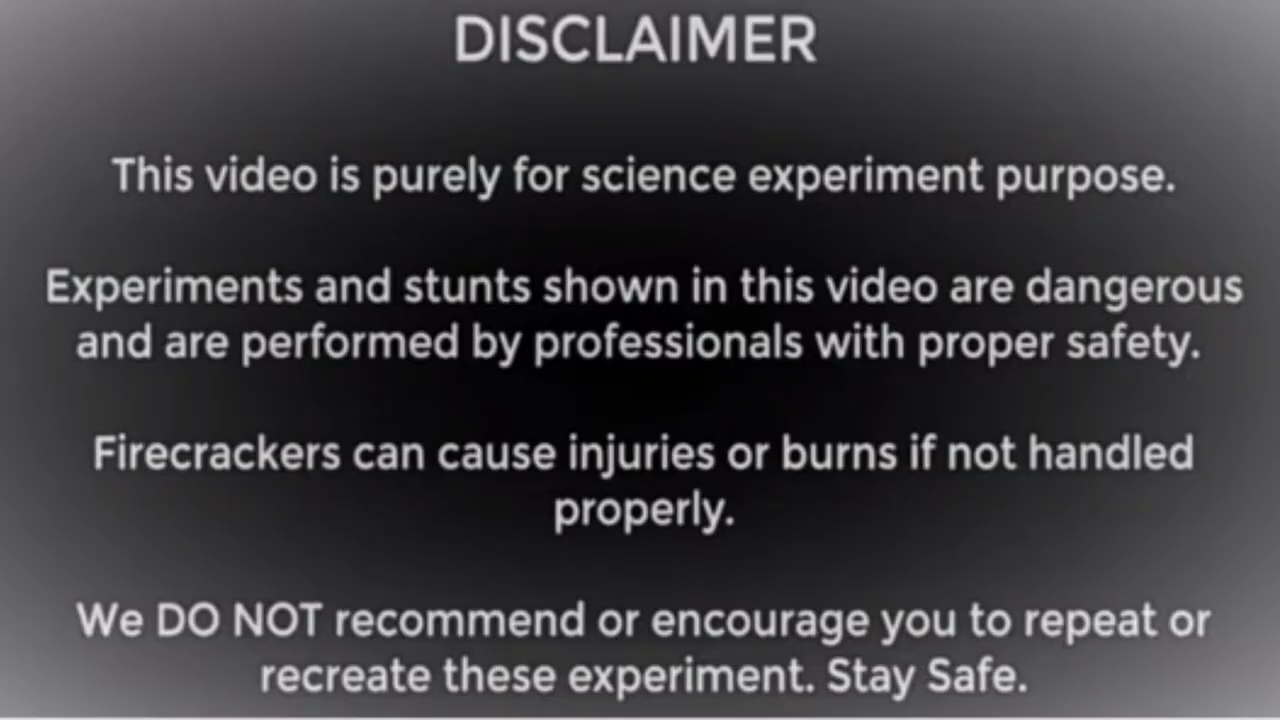 DISCLAIMER
This video is purely for science experiment purpose.
Experiments and stunts shown in this video are dangerous
and are performed by professionals with proper safety.
Firecrackers can cause injuries or burns if not handled
properly.
We DO NOT recommend or encourage you to repeat or
recreate these experiment. Stay Safe.